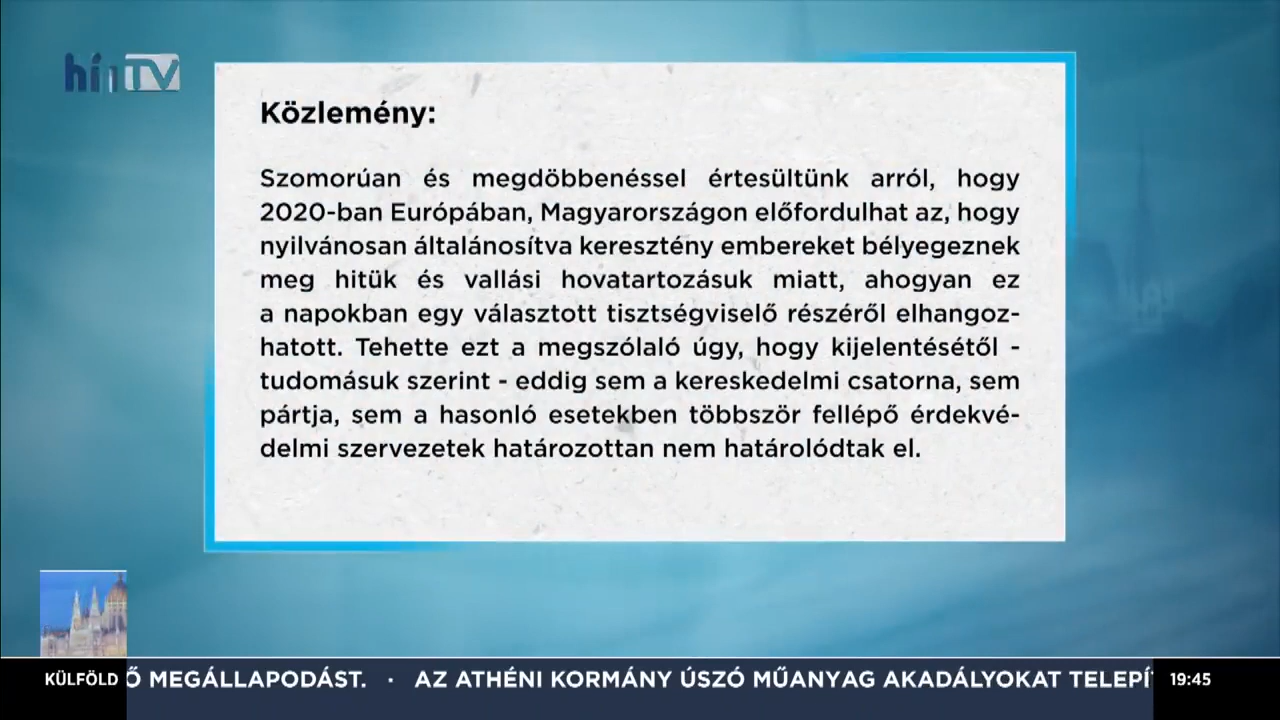 hír TV
Közlemény:
Szomorúan és megdöbbenéssel értesültünk arról, hogy
2020-ban Európában, Magyarországon előfordulhat az, hogy
nyilvánosan általánosítva keresztény embereket bélyegeznek
meg hitük és vallási hovatartozásuk miatt, ahogyan ez
a napokban egy választott tisztségviselő részéről elhangoz-
hatott. Tehette ezt a megszólaló úgy, hogy kijelentésétől -
tudomásuk szerint - eddig sem a kereskedelmi csatorna, sem
pártja, sem a hasonló esetekben többször fellépő érdekvé-
delmi szervezetek határozottan nem határolódtak el.
KÜLFÖLD Ő MEGÁLLAPODÁST. · AZ ATHÉNI KORMÁNY ÚSZÓ MŰANYAG AKADÁLYOKAT TELEPÍ 19:45